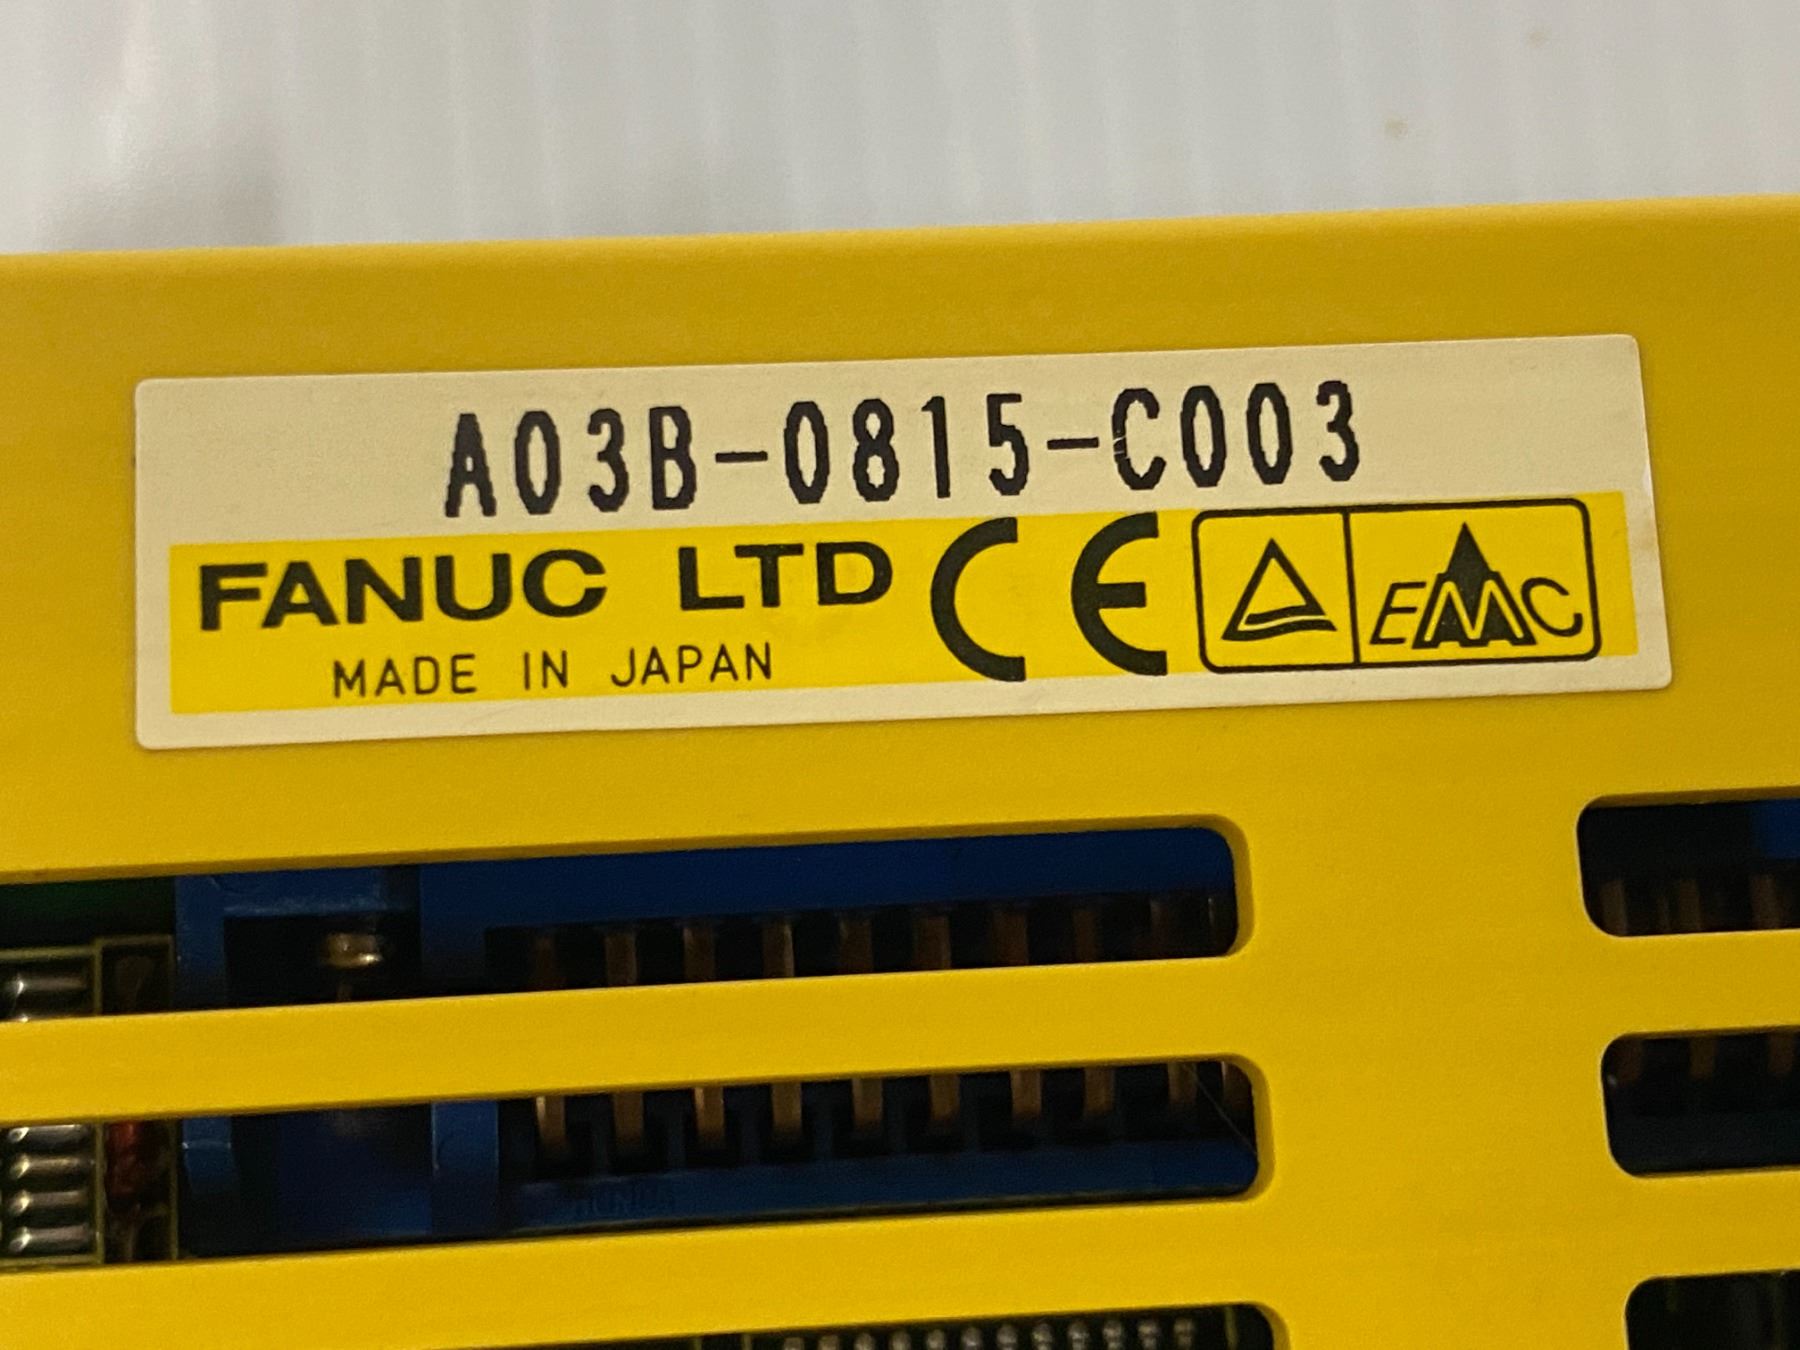 A03B-0815-C003
FANUC LTD CE EMC
MADE IN JAPAN